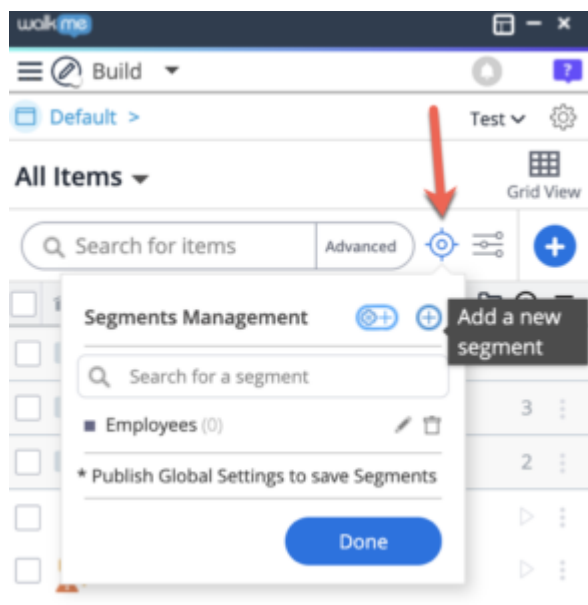 walkme
Build
?
Default >
Test
All Items
Grid View
Search for items
Advanced
Segments Management
Add a new
segment
Search for a segment
Employees (0)
3
* Publish Global Settings to save Segments
2
Done